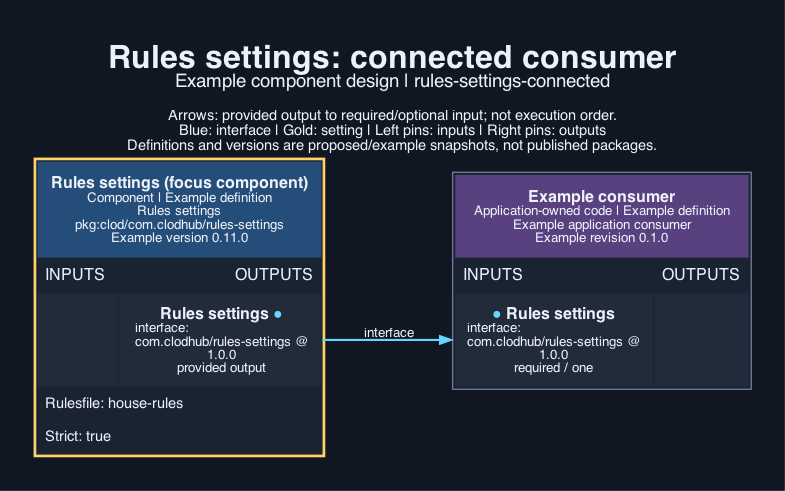 Rules settings: connected consumer
Example component design | rules-settings-connected
Arrows: provided output to required/optional input; not execution order.
Blue: interface | Gold: setting | Left pins: inputs | Right pins: outputs
Definitions and versions are proposed/example snapshots, not published packages.
Rules settings (focus component)
Component | Example definition
Rules settings
pkg:clod/com.clodhub/rules-settings
Example version 0.11.0
INPUTS
OUTPUTS
Rules settings
interface:
com.clodhub/rules-settings @
1.0.0
provided output
Rulesfile: house-rules
Strict: true
interface
Example consumer
Application-owned code | Example definition
Example application consumer
Example revision 0.1.0
INPUTS
OUTPUTS
Rules settings
interface:
com.clodhub/rules-settings @
1.0.0
required / one